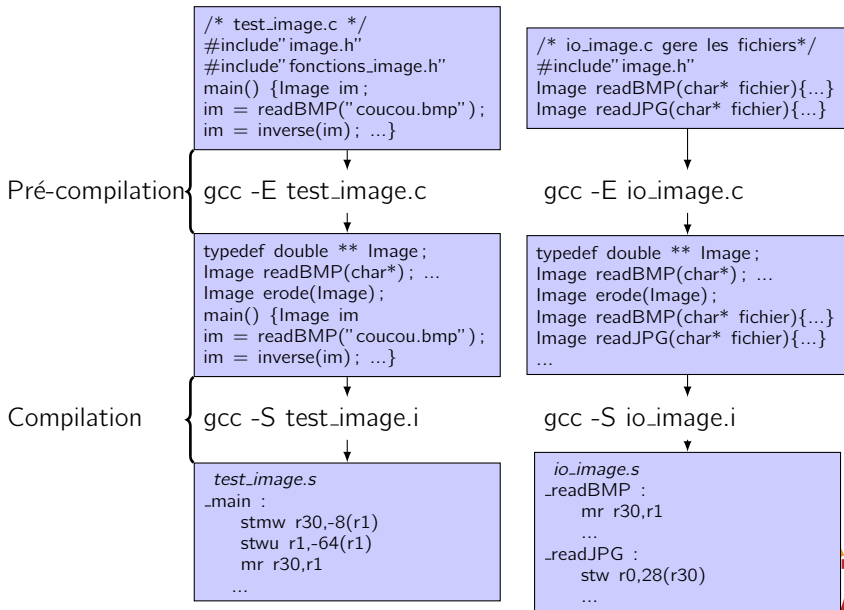 /* test_image.c */
#include"image.h"
#include"fonctions_image.h"
main() {Image im ;
im = readBMP("coucou.bmp") ;
im = inverse(im) ; ...}
/* io_image.c gere les fichiers*/
#include"image.h"
Image readBMP(char* fichier){...}
Image readJPG(char* fichier){...}
Pré-compilation
gcc -E test_image.c
gcc -E io_image.c
typedef double ** Image ;
Image readBMP(char*) ; ...
Image erode(Image) ;
main() {Image im
im = readBMP("coucou.bmp") ;
im = inverse(im) ; ...}
typedef double ** Image ;
Image readBMP(char*) ; ...
Image erode(Image) ;
Image readBMP(char* fichier){...}
Image readJPG(char* fichier){...}
...
Compilation
gcc -S test_image.i
gcc -S io_image.i
test_image.s
_main :
stmw r30,-8(r1)
stwu r1,-64(r1)
mr r30,r1
...
io_image.s
_readBMP :
mr r30,r1
...
_readJPG :
stw r0,28(r30)
...